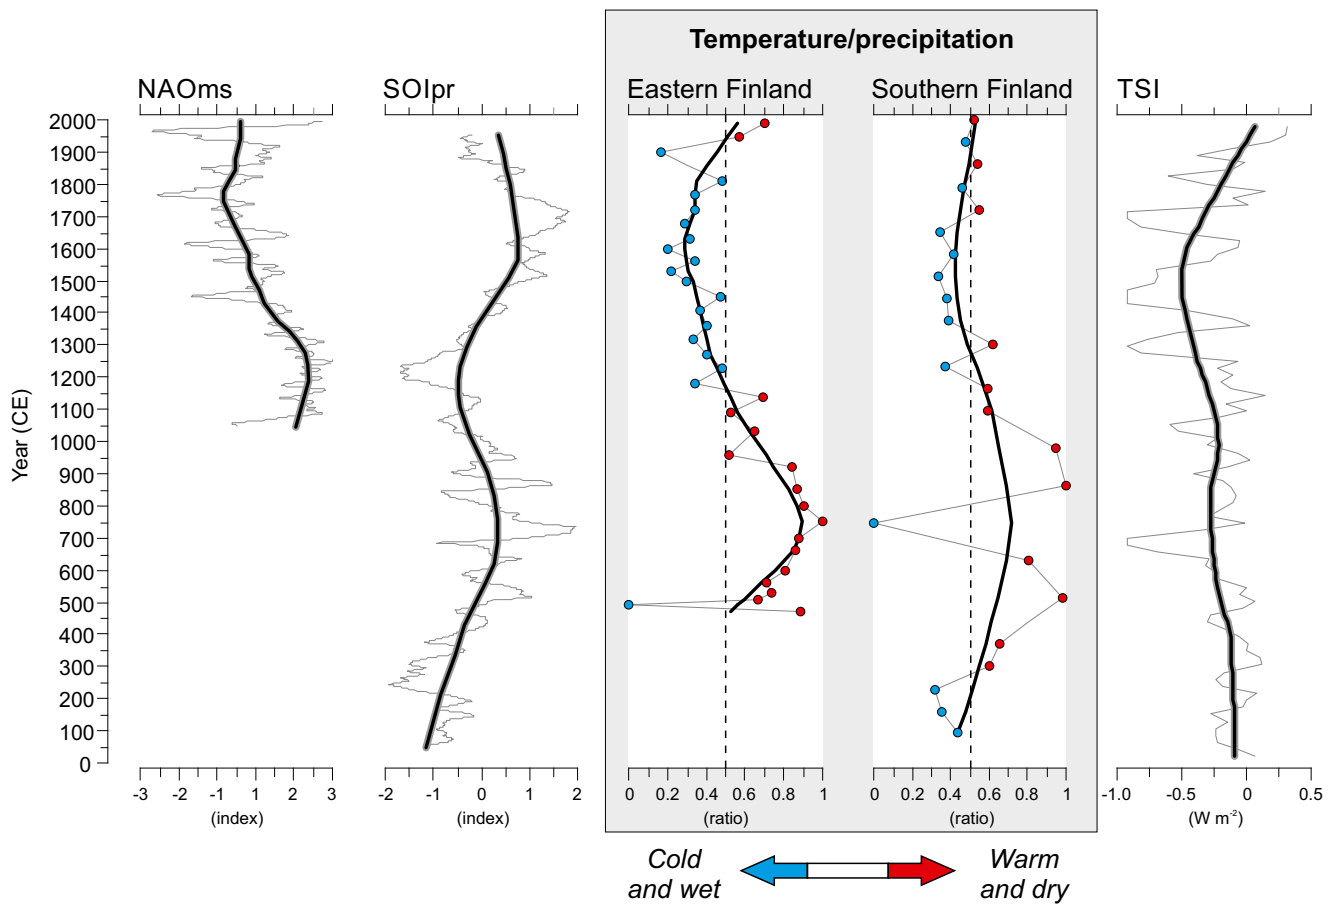 Temperature/precipitation
NAOms
SOIpr
Eastern Finland
Southern Finland
TSI
Year (CE)
2000
1900
1800
1700
1600
1500
1400
1300
1200
1100
1000
900
800
700
600
500
400
300
200
100
0
-3 -2 -1 0 1 2 3
(index)
-2 -1 0 1 2
(index)
0 0.2 0.4 0.6 0.8 1
(ratio)
0 0.2 0.4 0.6 0.8 1
(ratio)
-1.0 -0.5 0 0.5
(W m-2)
Cold
and wet
Warm
and dry